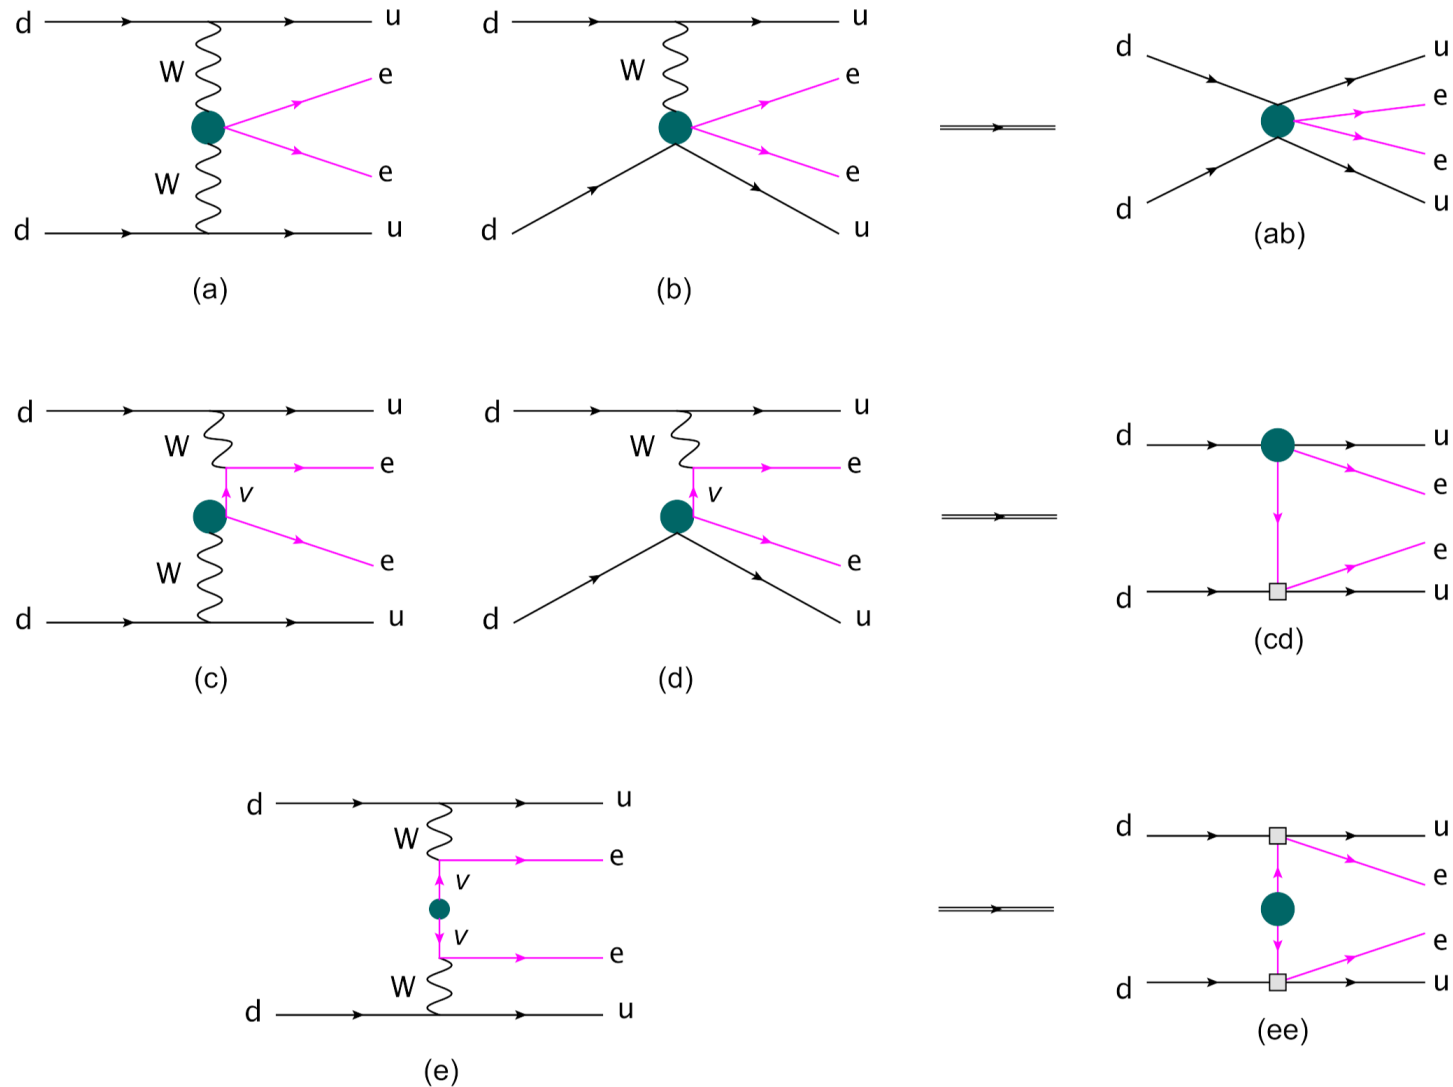 d u d u
W e W e d u
e
W e e e
d u d u d u
(a) (b) (ab)
d u d u
W e W e d u
v v e
W e e e
d u d u d u
(c) (d) (cd)
d u
W e d u
v e
v
W e e
d u d u
(e) (ee)